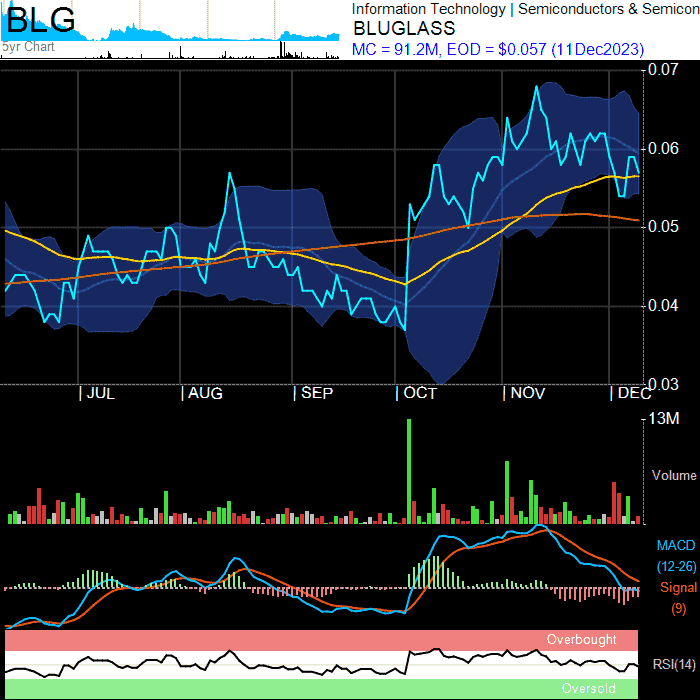 BLG
5yr Chart
Information Technology | Semiconductors & Semicon
BLUGLASS
MC = 91.2M, EOD = $0.057 (11Dec2023)
0.07
0.06
0.05
0.04
0.03
| JUL
| AUG
| SEP
| OCT
| NOV
| DEC
13M
Volume
MACD
(12-26)
Signal
(9)
Overbought
RSI(14)
Oversold